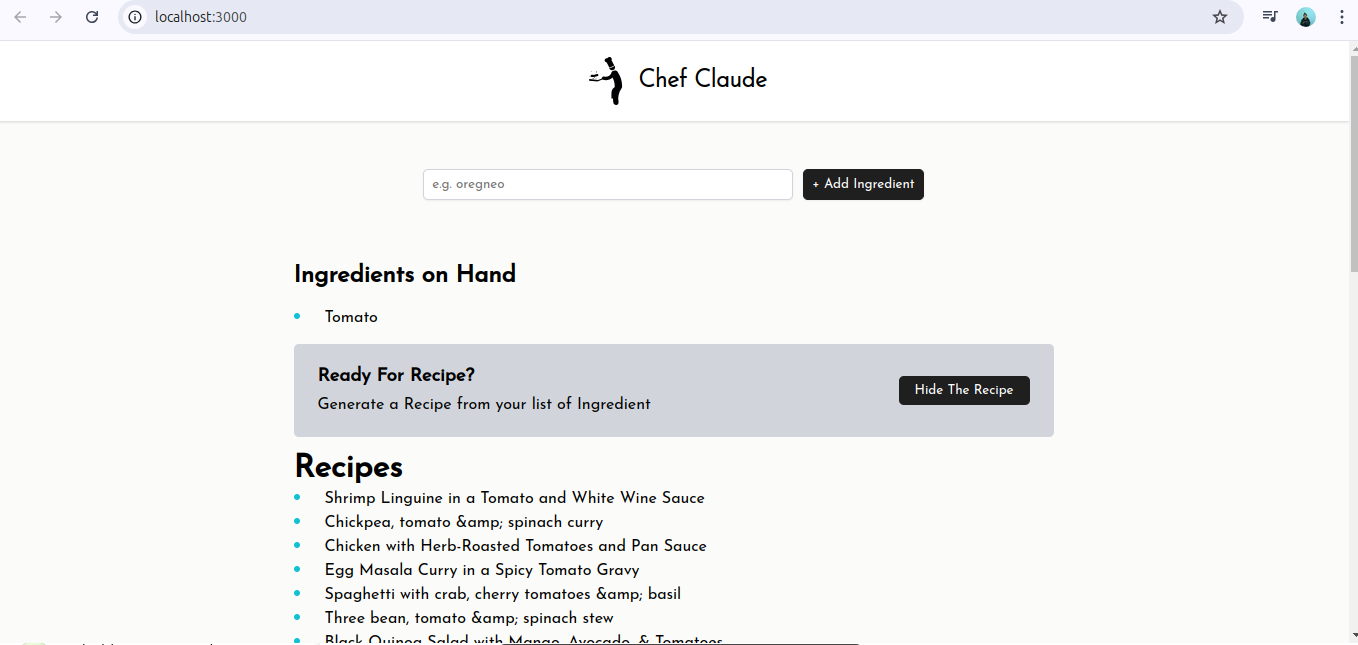 localhost:3000
Chef Claude
e.g. oregneo
+ Add Ingredient
Ingredients on Hand
Tomato
Ready For Recipe?
Generate a Recipe from your list of Ingredient
Hide The Recipe
Recipes
Shrimp Linguine in a Tomato and White Wine Sauce
Chickpea, tomato &amp; spinach curry
Chicken with Herb-Roasted Tomatoes and Pan Sauce
Egg Masala Curry in a Spicy Tomato Gravy
Spaghetti with crab, cherry tomatoes &amp; basil
Three bean, tomato &amp; spinach stew
Black Quinoa Salad with Mango, Avocado, & Tomatoes